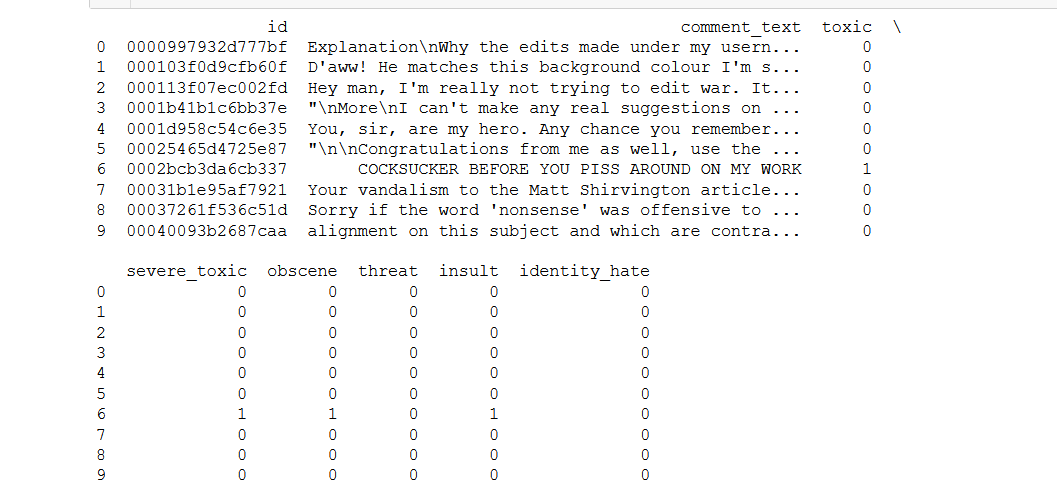 id comment_text toxic \
0 0000997932d777bf Explanation\nWhy the edits made under my usern... 0
1 000103f0d9cfb60f D'aww! He matches this background colour I'm s... 0
2 000113f07ec002fd Hey man, I'm really not trying to edit war. It... 0
3 0001b41b1c6bb37e "\nMore\nI can't make any real suggestions on ... 0
4 0001d958c54c6e35 You, sir, are my hero. Any chance you remember... 0
5 00025465d4725e87 "\n\nCongratulations from me as well, use the ... 0
6 0002bcb3da6cb337 COCKSUCKER BEFORE YOU PISS AROUND ON MY WORK 1
7 00031b1e95af7921 Your vandalism to the Matt Shirvington article... 0
8 00037261f536c51d Sorry if the word 'nonsense' was offensive to ... 0
9 00040093b2687caa alignment on this subject and which are contra... 0
severe_toxic obscene threat insult identity_hate
0 0 0 0 0 0
1 0 0 0 0 0
2 0 0 0 0 0
3 0 0 0 0 0
4 0 0 0 0 0
5 0 0 0 0 0
6 1 1 0 1 0
7 0 0 0 0 0
8 0 0 0 0 0
9 0 0 0 0 0